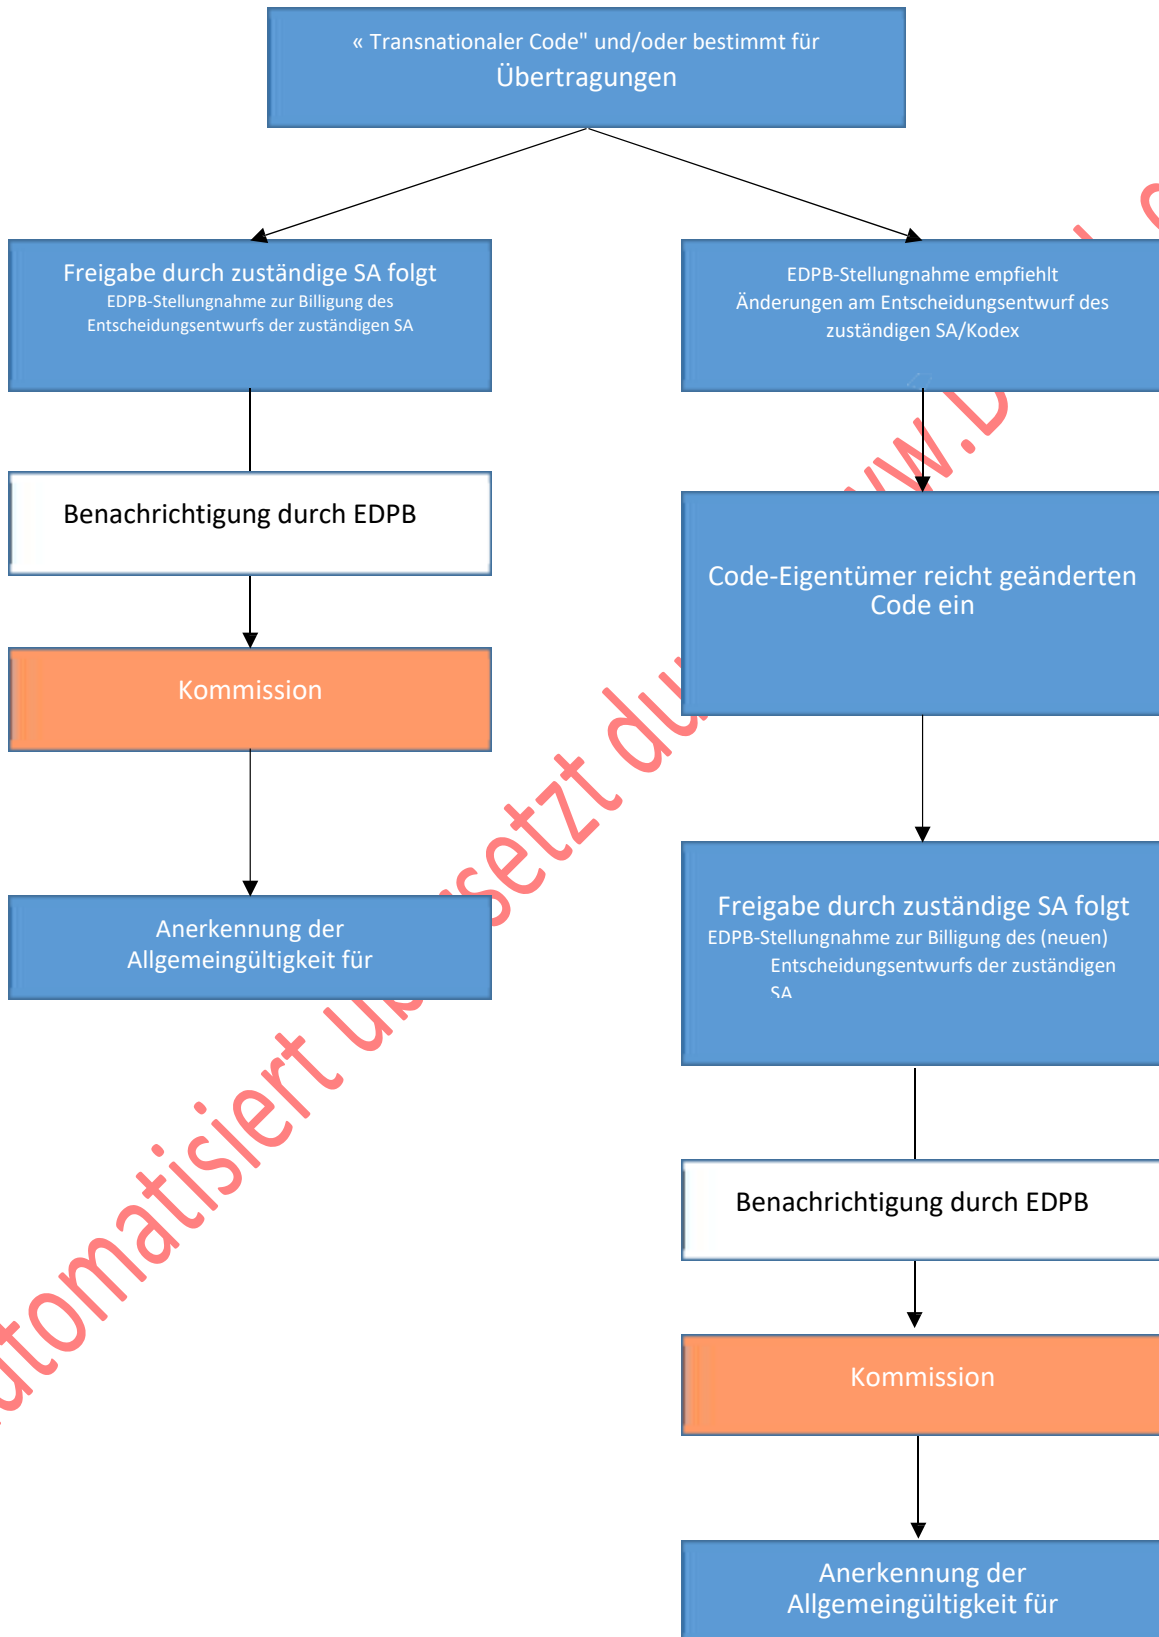 « Transnationaler Code" und/oder bestimmt für
Übertragungen
Freigabe durch zuständige SA folgt
EDPB-Stellungnahme zur Billigung des
Entscheidungsentwurfs der zuständigen SA
Benachrichtigung durch EDPB
Kommission
Anerkennung der
Allgemeingültigkeit für
EDPB-Stellungnahme empfiehlt
Änderungen am Entscheidungsentwurf des
zuständigen SA/Kodex
Code-Eigentümer reicht geänderten
Code ein
Freigabe durch zuständige SA folgt
EDPB-Stellungnahme zur Billigung des (neuen)
Entscheidungsentwurfs der zuständigen
SA
Benachrichtigung durch EDPB
Kommission
Anerkennung der
Allgemeingültigkeit für